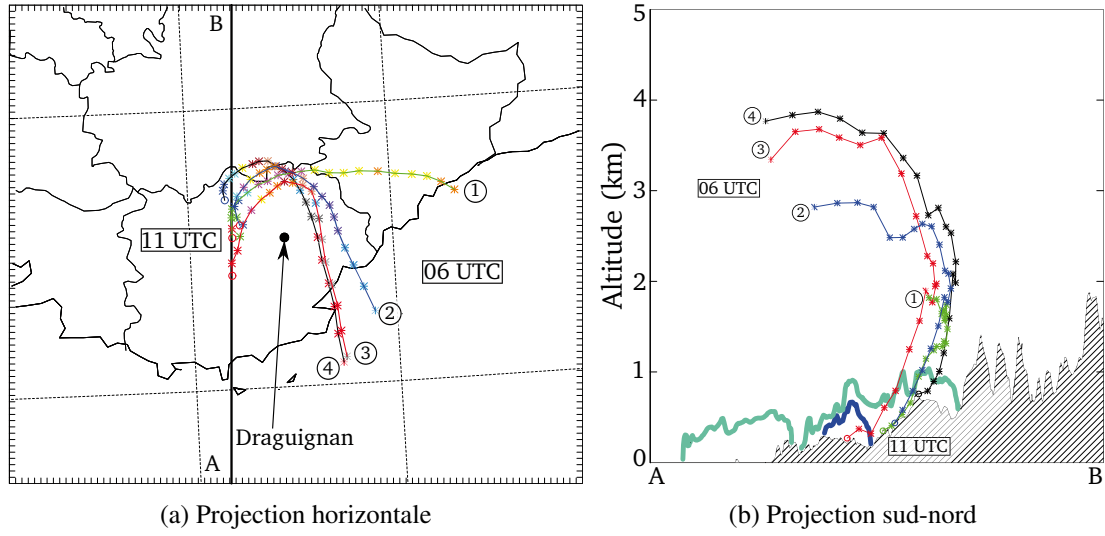 B
1
11 UTC
06 UTC
2
3
4
Draguignan
A
(a) Projection horizontale
5
4
3
2
1
0
Altitude (km)
4
3
06 UTC
2
1
11 UTC
A
B
(b) Projection sud-nord